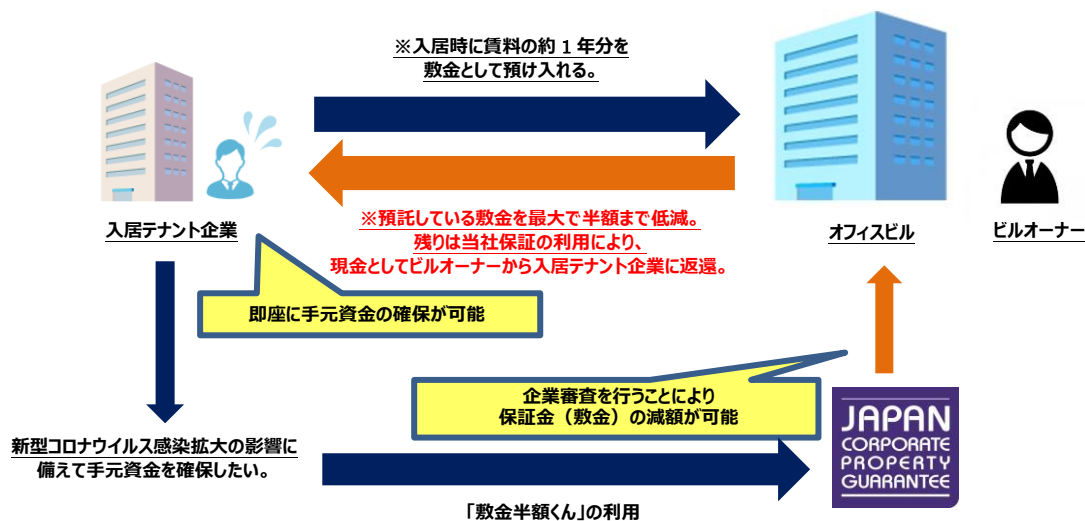 ※入居時に賃料の約 1 年分を
敷金として預け入れる。
※預託している敷金を最大で半額まで低減。
残りは当社保証の利用により、
現金としてビルオーナーから入居テナント企業に返還。
入居テナント企業
オフィスビル
ビルオーナー
即座に手元資金の確保が可能
企業審査を行うことにより
保証金（敷金）の減額が可能
新型コロナウイルス感染拡大の影響に
備えて手元資金を確保したい。
JAPAN
CORPORATE
PROPERTY
GUARANTEE
「敷金半額くん」の利用